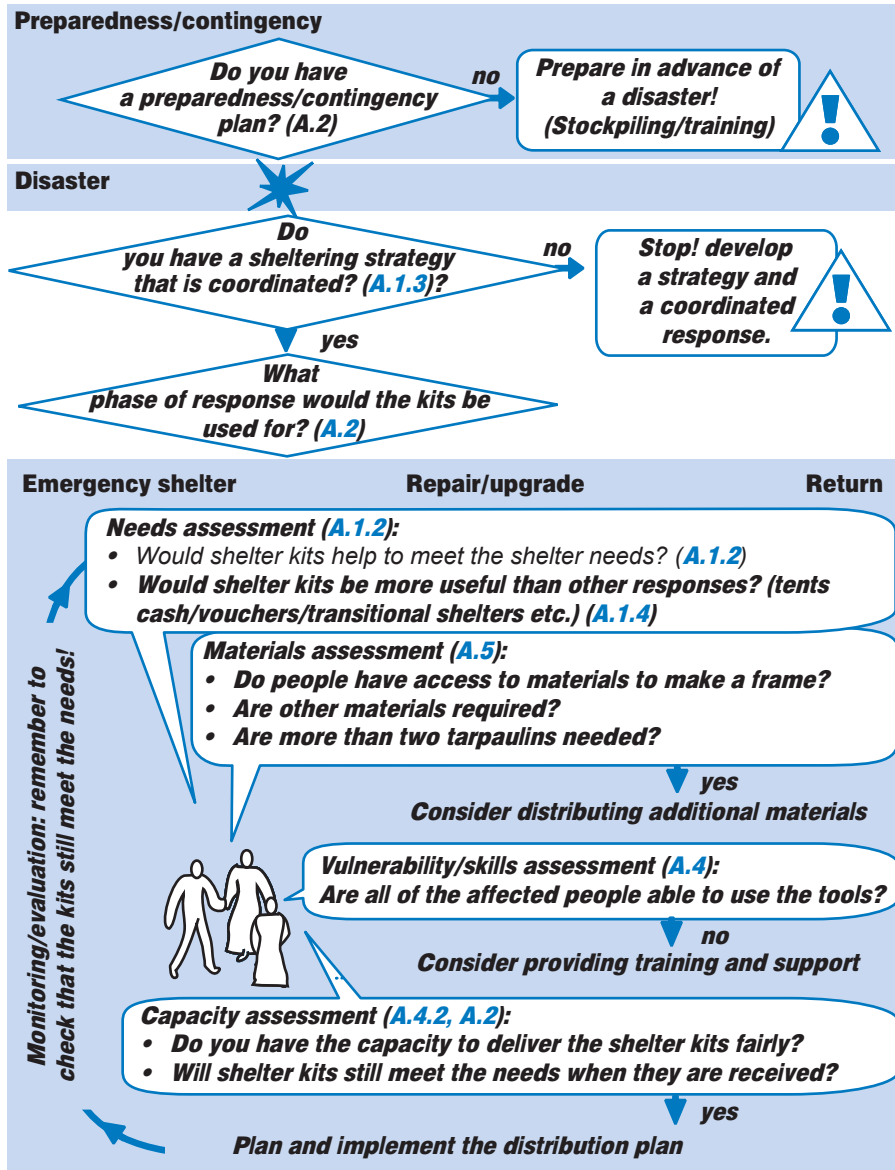 Preparedness/contingency
Do you have
a preparedness/contingency
plan? (A.2)
no
Prepare in advance of
a disaster!
(Stockpiling/training)
!
Disaster
Do
you have a sheltering strategy
that is coordinated? (A.1.3)?
no
Stop! develop
a strategy and
a coordinated
response.
!
yes
What
phase of response would the kits be
used for? (A.2)
Emergency shelter
Repair/upgrade
Return
Needs assessment (A.1.2):
• Would shelter kits help to meet the shelter needs? (A.1.2)
• Would shelter kits be more useful than other responses? (tents
cash/vouchers/transitional shelters etc.) (A.1.4)
Materials assessment (A.5):
• Do people have access to materials to make a frame?
• Are other materials required?
• Are more than two tarpaulins needed?
yes
Consider distributing additional materials
Vulnerability/skills assessment (A.4):
Are all of the affected people able to use the tools?
no
Consider providing training and support
Capacity assessment (A.4.2, A.2):
• Do you have the capacity to deliver the shelter kits fairly?
• Will shelter kits still meet the needs when they are received?
yes
Plan and implement the distribution plan
Monitoring/evaluation: remember to
check that the kits still meet the needs!